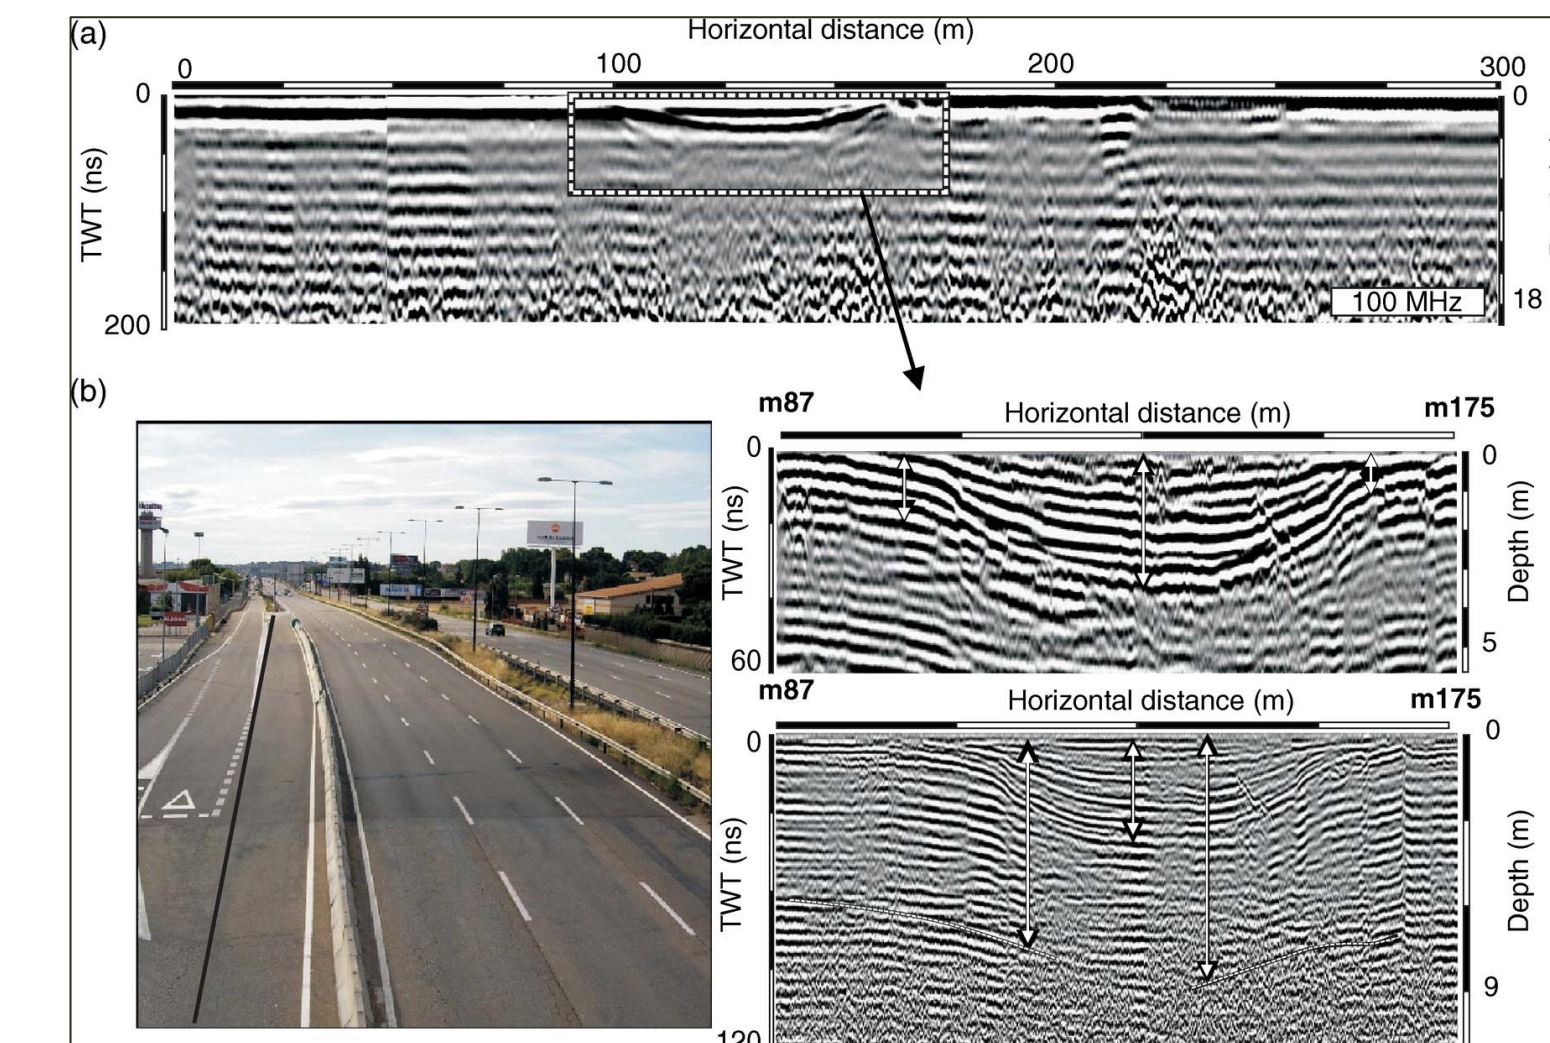 (a)
Horizontal distance (m)
0 100 200 300
0 0
TWT (ns)
200 18
100 MHz
(b)
m87 Horizontal distance (m) m175
0 0
TWT (ns) Depth (m)
5
60
m87 Horizontal distance (m) m175
0 0
TWT (ns) Depth (m)
9
120